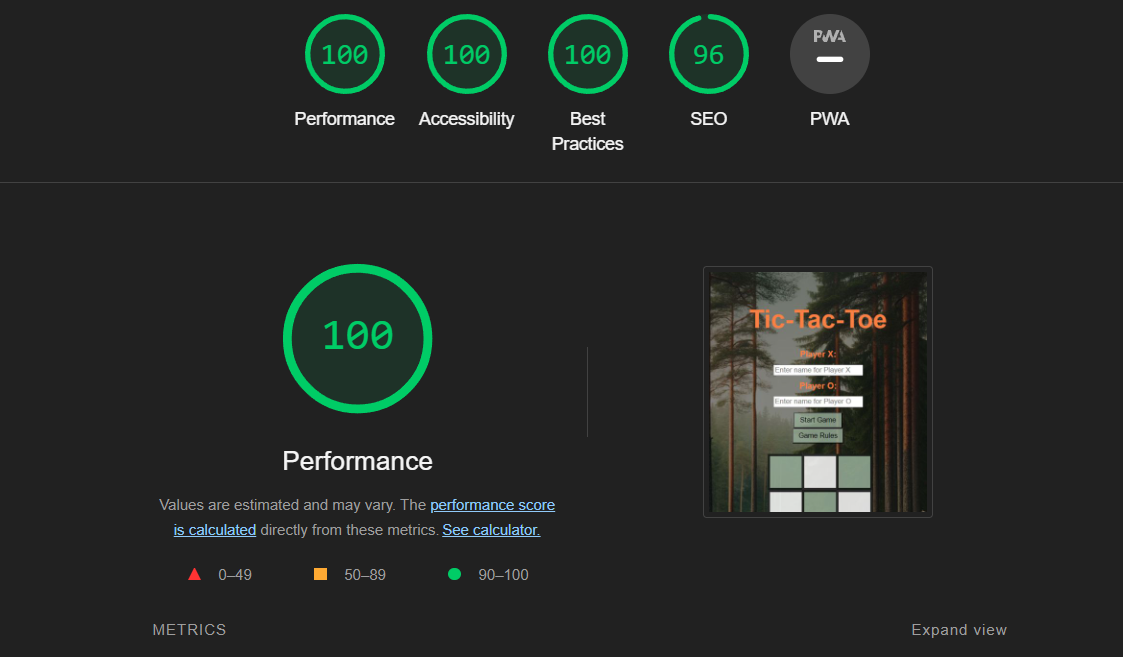 100
100
100
96
PWA
Performance
Accessibility
Best
Practices
SEO
PWA
100
Performance
Values are estimated and may vary. The performance score
is calculated directly from these metrics. See calculator.
0–49
50–89
90–100
Tic-Tac-Toe
Player X:
Enter name for Player X
Player O:
Enter name for Player O
Start Game
Game Rules
METRICS
Expand view